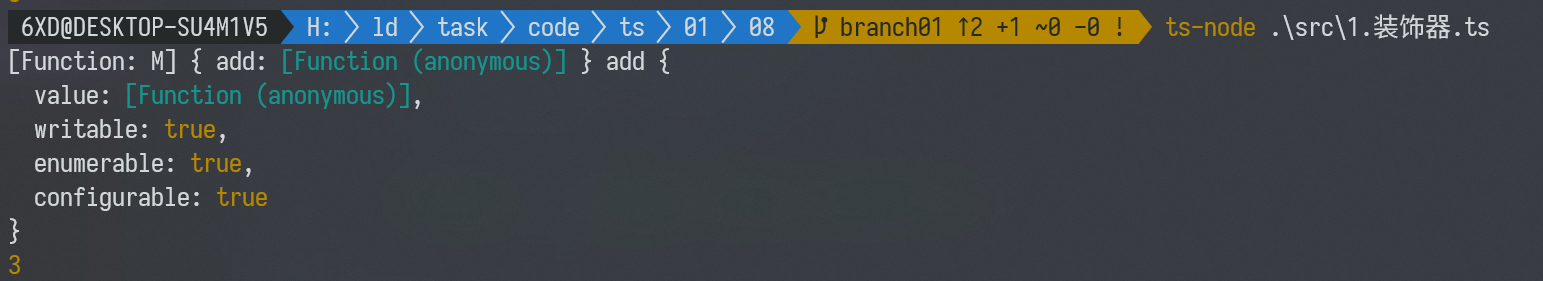 6XD@DESKTOP-SU4M1V5 H: ld task code ts 01 08 branch01 ↑2 +1 ~0 -0 ! ts-node .\src\1.装饰器.ts
[Function: M] { add: [Function (anonymous)] } add {
  value: [Function (anonymous)],
  writable: true,
  enumerable: true,
  configurable: true
}
3